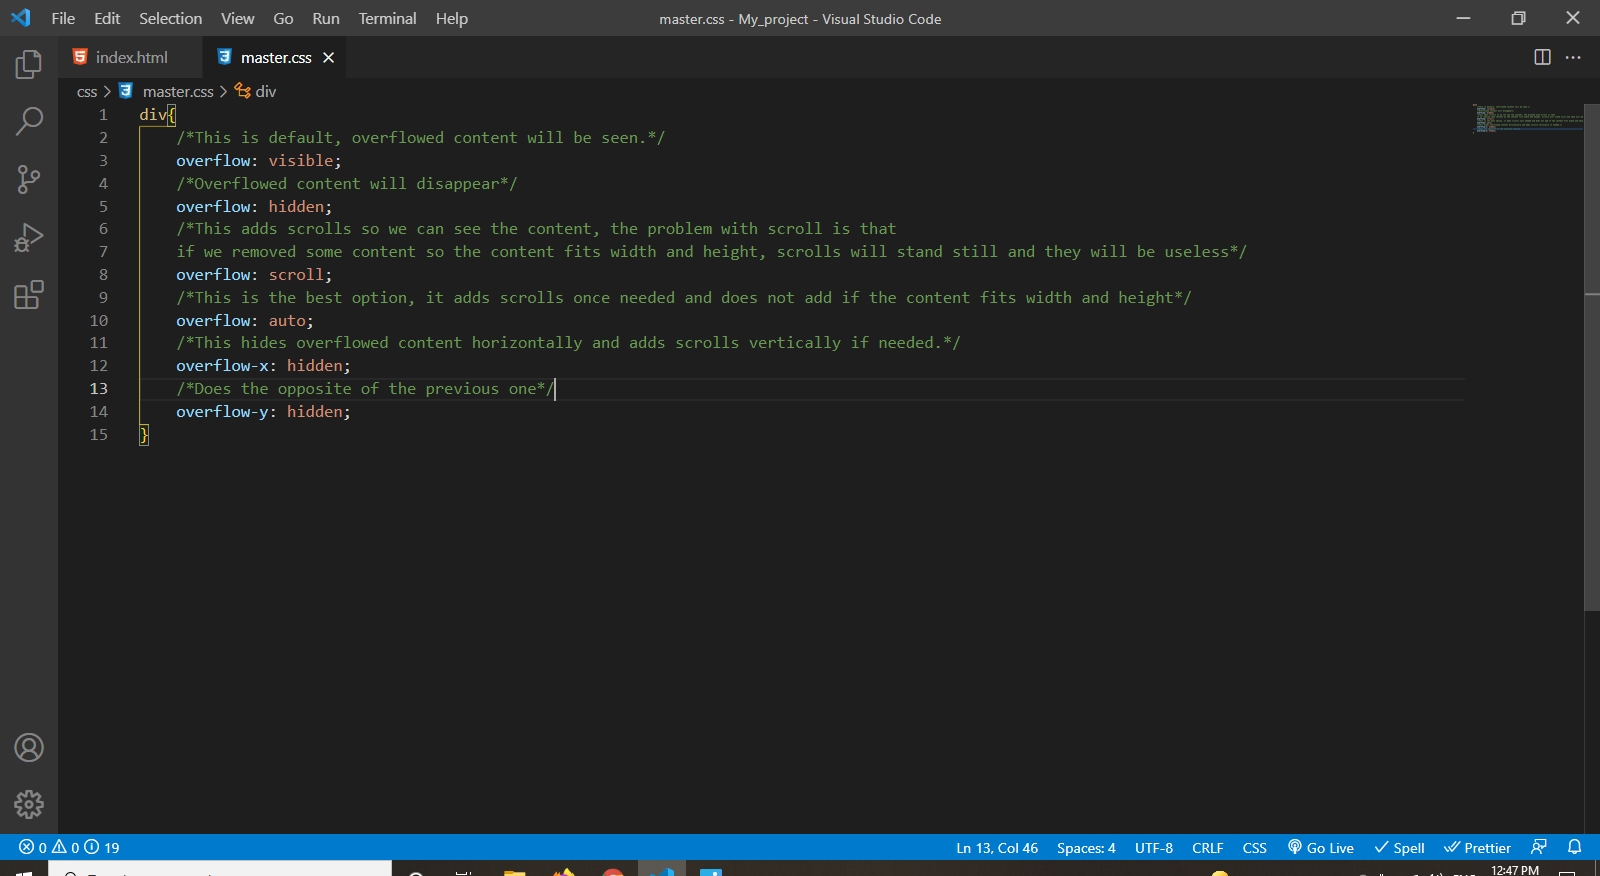 File Edit Selection View Go Run Terminal Help
master.css - My_project - Visual Studio Code
index.html
master.css
css > master.css > div
1 div{
2 /*This is default, overflowed content will be seen.*/
3 overflow: visible;
4 /*Overflowed content will disappear*/
5 overflow: hidden;
6 /*This adds scrolls so we can see the content, the problem with scroll is that
7 if we removed some content so the content fits width and height, scrolls will stand still and they will be useless*/
8 overflow: scroll;
9 /*This is the best option, it adds scrolls once needed and does not add if the content fits width and height*/
10 overflow: auto;
11 /*This hides overflowed content horizontally and adds scrolls vertically if needed.*/
12 overflow-x: hidden;
13 /*Does the opposite of the previous one*/
14 overflow-y: hidden;
15 }
0 0 19
Ln 13, Col 46 Spaces: 4 UTF-8 CRLF CSS Go Live Spell Prettier
12:47 PM